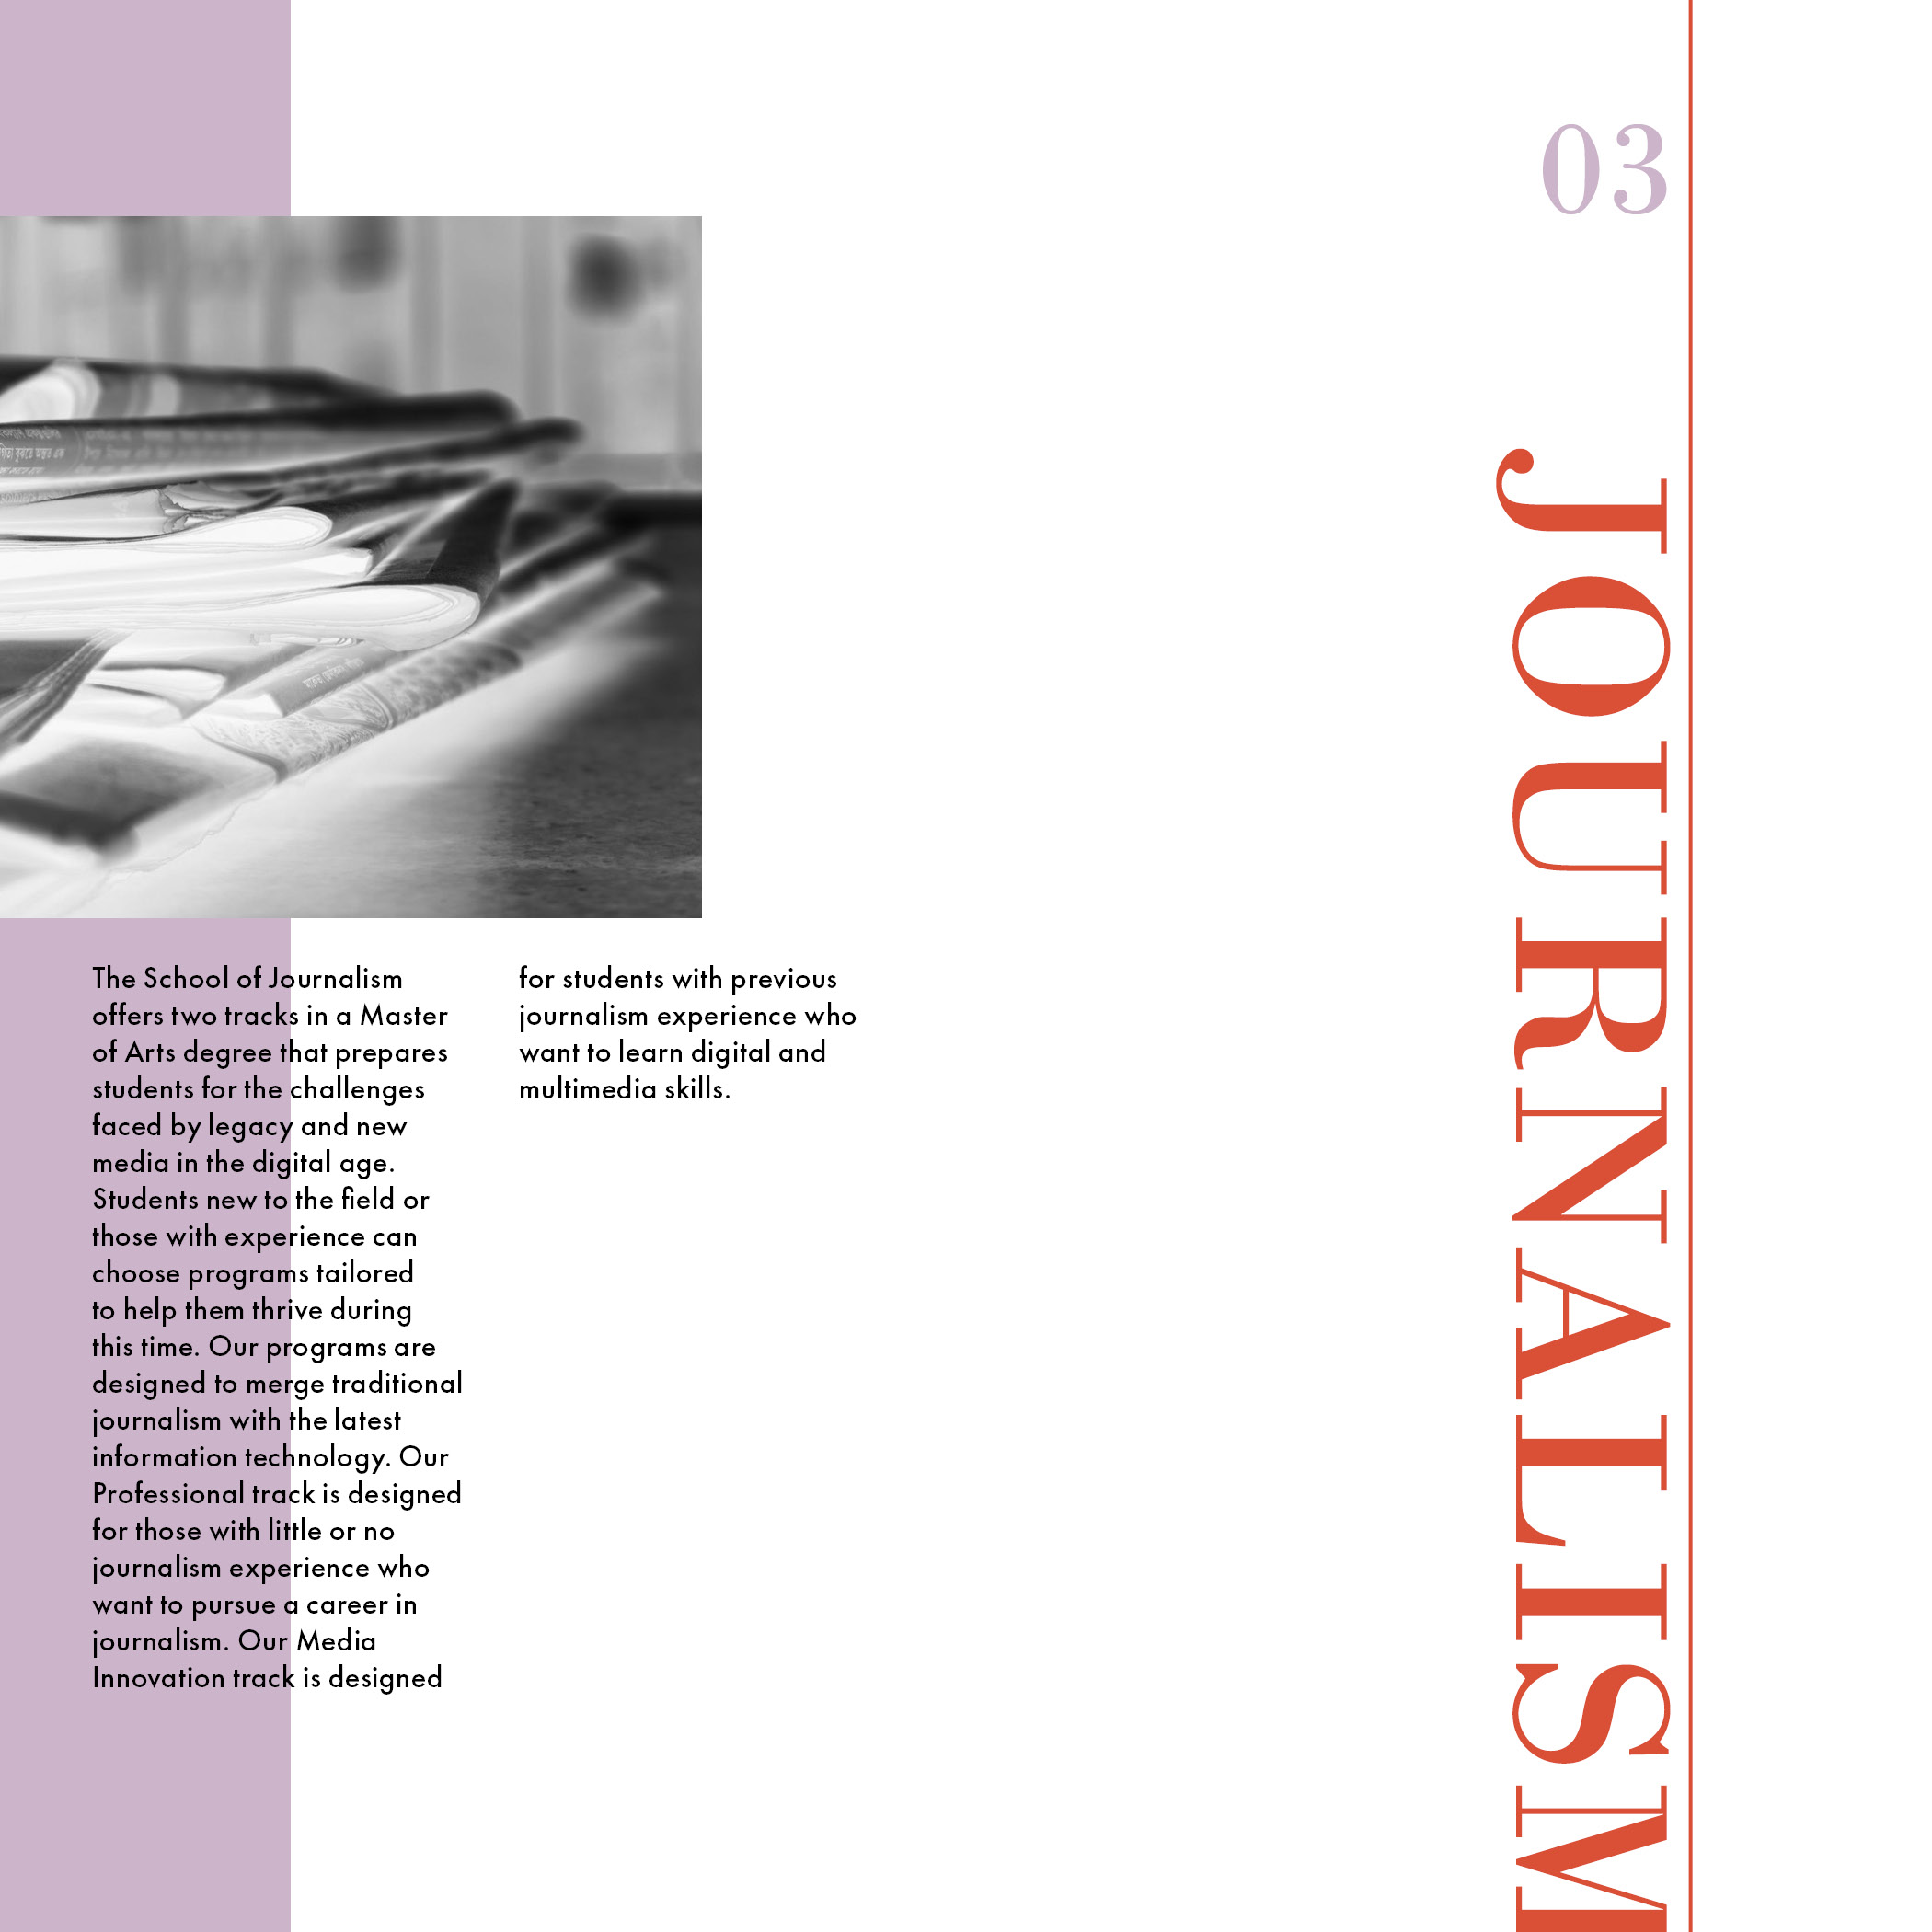 03
JOURNALISM
The School of Journalism
offers two tracks in a Master
of Arts degree that prepares
students for the challenges
faced by legacy and new
media in the digital age.
Students new to the field or
those with experience can
choose programs tailored
to help them thrive during
this time. Our programs are
designed to merge traditional
journalism with the latest
information technology. Our
Professional track is designed
for those with little or no
journalism experience who
want to pursue a career in
journalism. Our Media
Innovation track is designed
for students with previous
journalism experience who
want to learn digital and
multimedia skills.